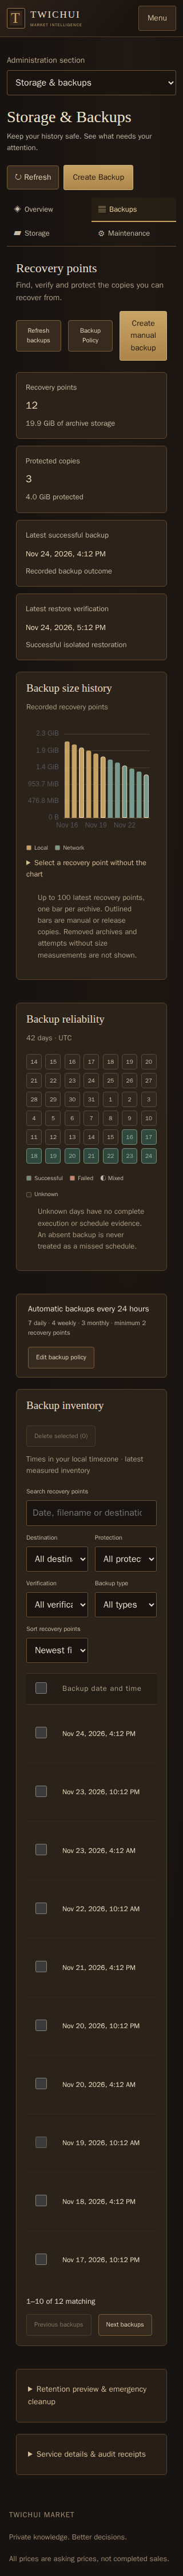 TWICHUI
MARKET INTELLIGENCE
Menu
Administration section
Storage & backups
Storage & Backups
Keep your history safe. See what needs your
attention.
Refresh
Create Backup
Overview
Backups
Storage
Maintenance
Recovery points
Find, verify and protect the copies you can
recover from.
Refresh
backups
Backup
Policy
Create
manual
backup
Recovery points
12
19.9 GiB of archive storage
Protected copies
3
4.0 GiB protected
Latest successful backup
Nov 24, 2026, 4:12 PM
Recorded backup outcome
Latest restore verification
Nov 24, 2026, 5:12 PM
Successful isolated restoration
Backup size history
Recorded recovery points
2.3 GiB
1.9 GiB
1.4 GiB
953.7 MiB
476.8 MiB
0 B
Nov 16 Nov 19 Nov 22
Local Network
Select a recovery point without the
chart
Up to 100 latest recovery points,
one bar per archive. Outlined
bars are manual or release
copies. Removed archives and
attempts without size
measurements are not shown.
Backup reliability
42 days · UTC
14 15 16 17 18 19 20
21 22 23 24 25 26 27
28 29 30 31 1 2 3
4 5 6 7 8 9 10
11 12 13 14 15 16 17
18 19 20 21 22 23 24
Successful Failed Mixed
Unknown
Unknown days have no complete
execution or schedule evidence.
An absent backup is never
treated as a missed schedule.
Automatic backups every 24 hours
7 daily · 4 weekly · 3 monthly · minimum 2
recovery points
Edit backup policy
Backup inventory
Delete selected (0)
Times in your local timezone · latest
measured inventory
Search recovery points
Date, filename or destinatic
Destination
Protection
All destina
All protec
Verification
Backup type
All verifica
All types
Sort recovery points
Newest fi
Backup date and time
Nov 24, 2026, 4:12 PM
Nov 23, 2026, 10:12 PM
Nov 23, 2026, 4:12 AM
Nov 22, 2026, 10:12 AM
Nov 21, 2026, 4:12 PM
Nov 20, 2026, 10:12 PM
Nov 20, 2026, 4:12 AM
Nov 19, 2026, 10:12 AM
Nov 18, 2026, 4:12 PM
Nov 17, 2026, 10:12 PM
1–10 of 12 matching
Previous backups
Next backups
Retention preview & emergency
cleanup
Service details & audit receipts
TWICHUI MARKET
Private knowledge. Better decisions.
All prices are asking prices, not completed sales.